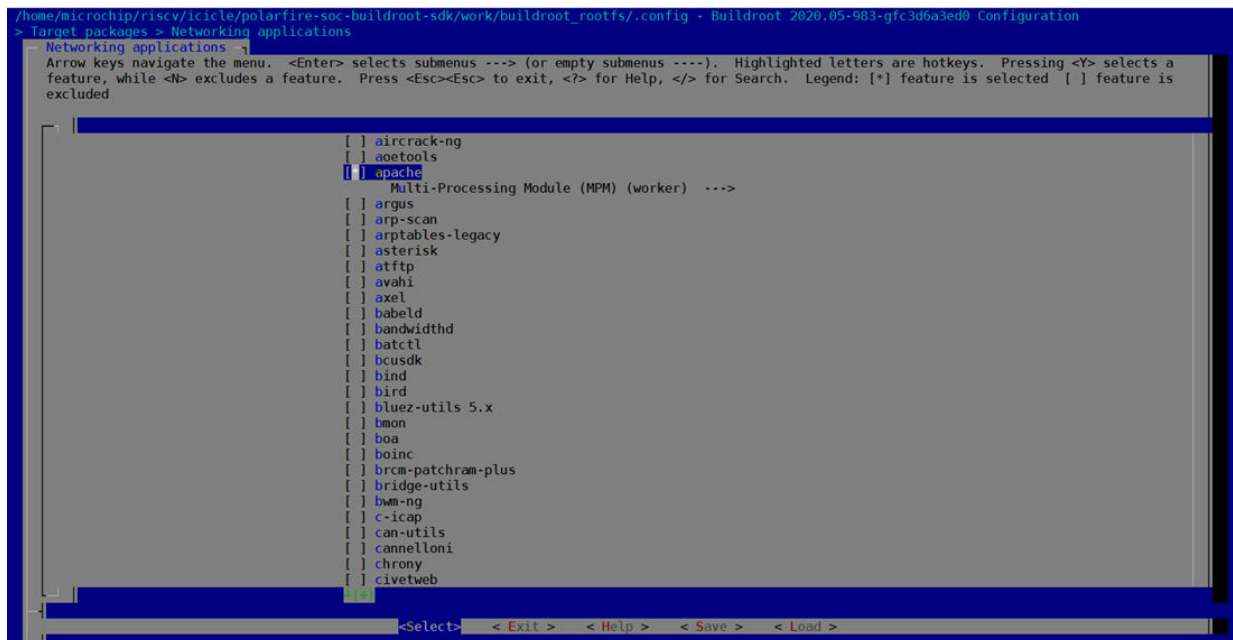 /home/microchip/riscv/icicle/polarfire-soc-buildroot-sdk/work/buildroot_rootfs/.config - Buildroot 2020.05-983-gfc3d6a3ed0 Configuration
> Target packages > Networking applications
Networking applications
Arrow keys navigate the menu.  <Enter> selects submenus ---> (or empty submenus ----).  Highlighted letters are hotkeys.  Pressing <Y> selects a
feature, while <N> excludes a feature.  Press <Esc><Esc> to exit, <?> for Help, </> for Search.  Legend: [*] feature is selected  [ ] feature is
excluded
[ ] aircrack-ng
[ ] aoetools
[*] apache
Multi-Processing Module (MPM) (worker)  --->
[ ] argus
[ ] arp-scan
[ ] arptables-legacy
[ ] asterisk
[ ] atftp
[ ] avahi
[ ] axel
[ ] babeld
[ ] bandwidthd
[ ] batctl
[ ] bcusdk
[ ] bind
[ ] bird
[ ] bluez-utils 5.x
[ ] bmon
[ ] boa
[ ] boinc
[ ] brcm-patchram-plus
[ ] bridge-utils
[ ] bwm-ng
[ ] c-icap
[ ] can-utils
[ ] cannelloni
[ ] chrony
[ ] civetweb
(+)
<Select>    < Exit >    < Help >    < Save >    < Load >